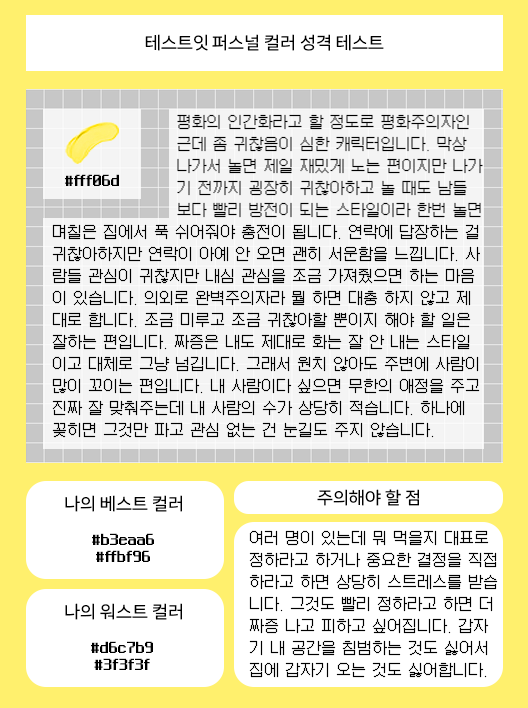 테스트잇 퍼스널 컬러 성격 테스트
#fff06d
평화의 인간화라고 할 정도로 평화주의자인
근데 좀 귀찮음이 심한 캐릭터입니다. 막상
나가서 놀면 제일 재밌게 노는 편이지만 나가
기 전까지 굉장히 귀찮아하고 놀 때도 남들
보다 빨리 방전이 되는 스타일이라 한번 놀면
며칠은 집에서 푹 쉬어줘야 충전이 됩니다. 연락에 답장하는 걸
귀찮아하지만 연락이 아예 안 오면 괜히 서운함을 느낍니다. 사
람들 관심이 귀찮지만 내심 관심을 조금 가져줬으면 하는 마음
이 있습니다. 의외로 완벽주의자라 뭘 하면 대충 하지 않고 제
대로 합니다. 조금 미루고 조금 귀찮아할 뿐이지 해야 할 일은
잘하는 편입니다. 짜증은 내도 제대로 화는 잘 안 내는 스타일
이고 대체로 그냥 넘깁니다. 그래서 원치 않아도 주변에 사람이
많이 꼬이는 편입니다. 내 사람이다 싶으면 무한의 애정을 주고
진짜 잘 맞춰주는데 내 사람의 수가 상당히 적습니다. 하나에
꽂히면 그것만 파고 관심 없는 건 눈길도 주지 않습니다.
나의 베스트 컬러
#b3eaa6
#ffbf96
나의 워스트 컬러
#d6c7b9
#3f3f3f
주의해야 할 점
여러 명이 있는데 뭐 먹을지 대표로
정하라고 하거나 중요한 결정을 직접
하라고 하면 상당히 스트레스를 받습
니다. 그것도 빨리 정하라고 하면 더
짜증 나고 피하고 싶어집니다. 갑자
기 내 공간을 침범하는 것도 싫어서
집에 갑자기 오는 것도 싫어합니다.